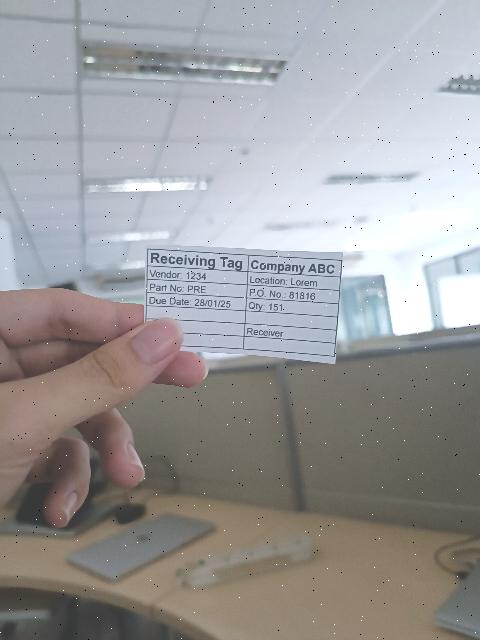 Receiving Tag Company ABC
Vendor: 1234 Location: Lorem
Part No: PRE P.O. No.: 81816
Due Date: 28/01/25 Qty: 151
Receiver